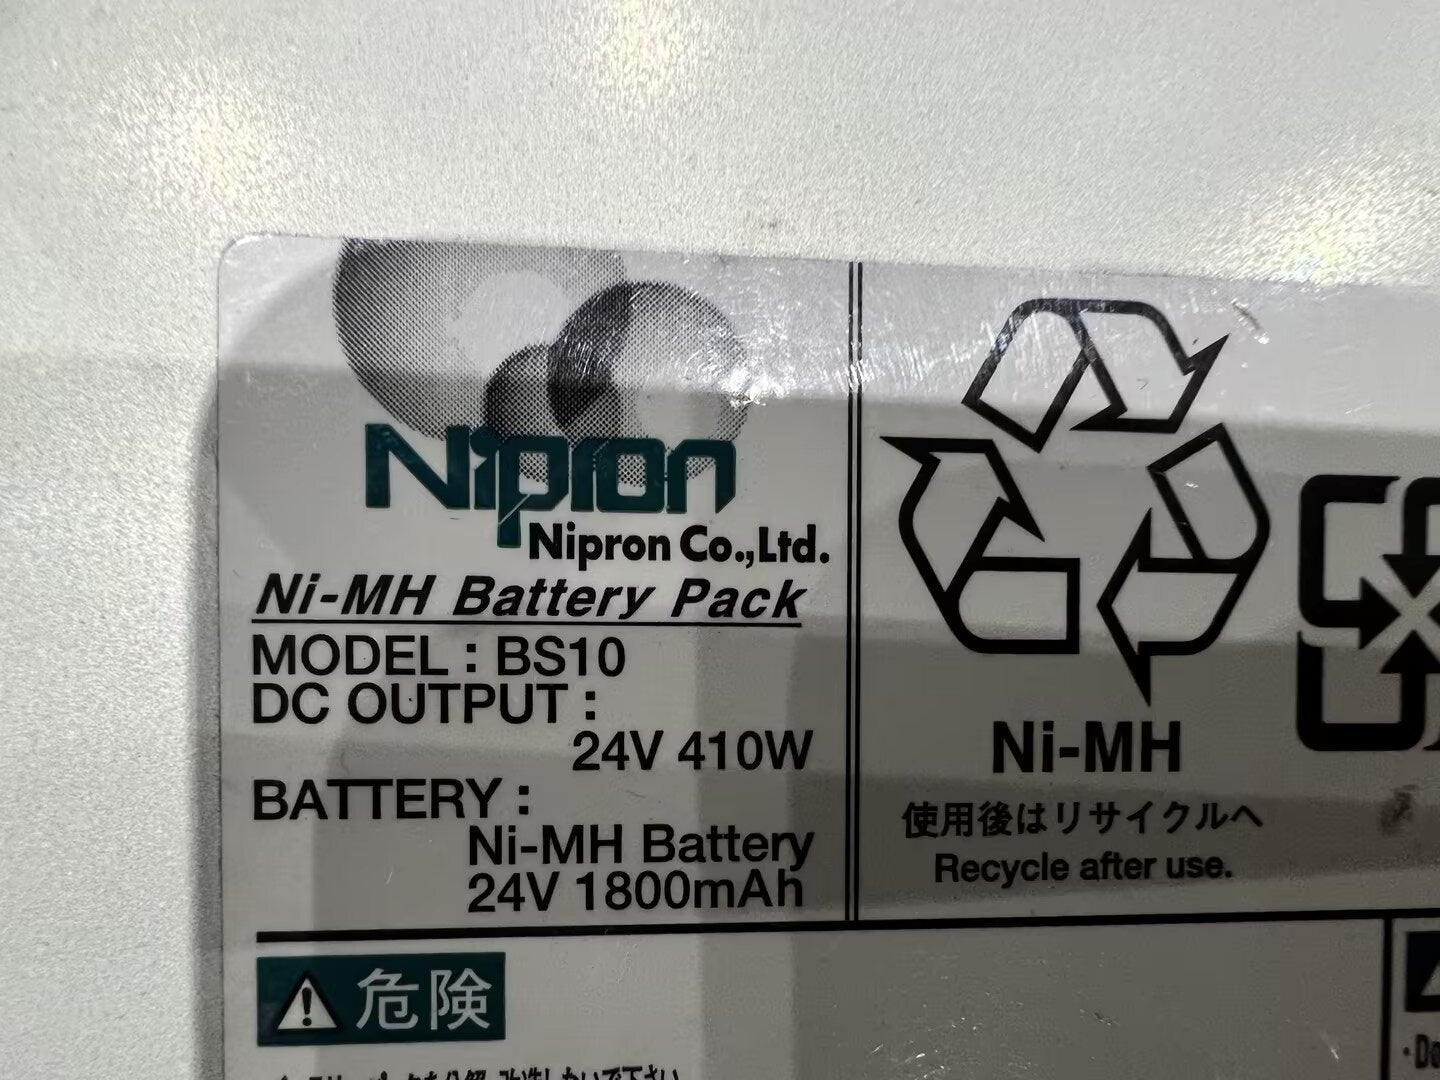 Nipron
Nipron Co.,Ltd.
Ni-MH Battery Pack
MODEL : BS10
DC OUTPUT :
24V 410W
BATTERY :
Ni-MH Battery
24V 1800mAh
Ni-MH
使用後はリサイクルへ
Recycle after use.
危険